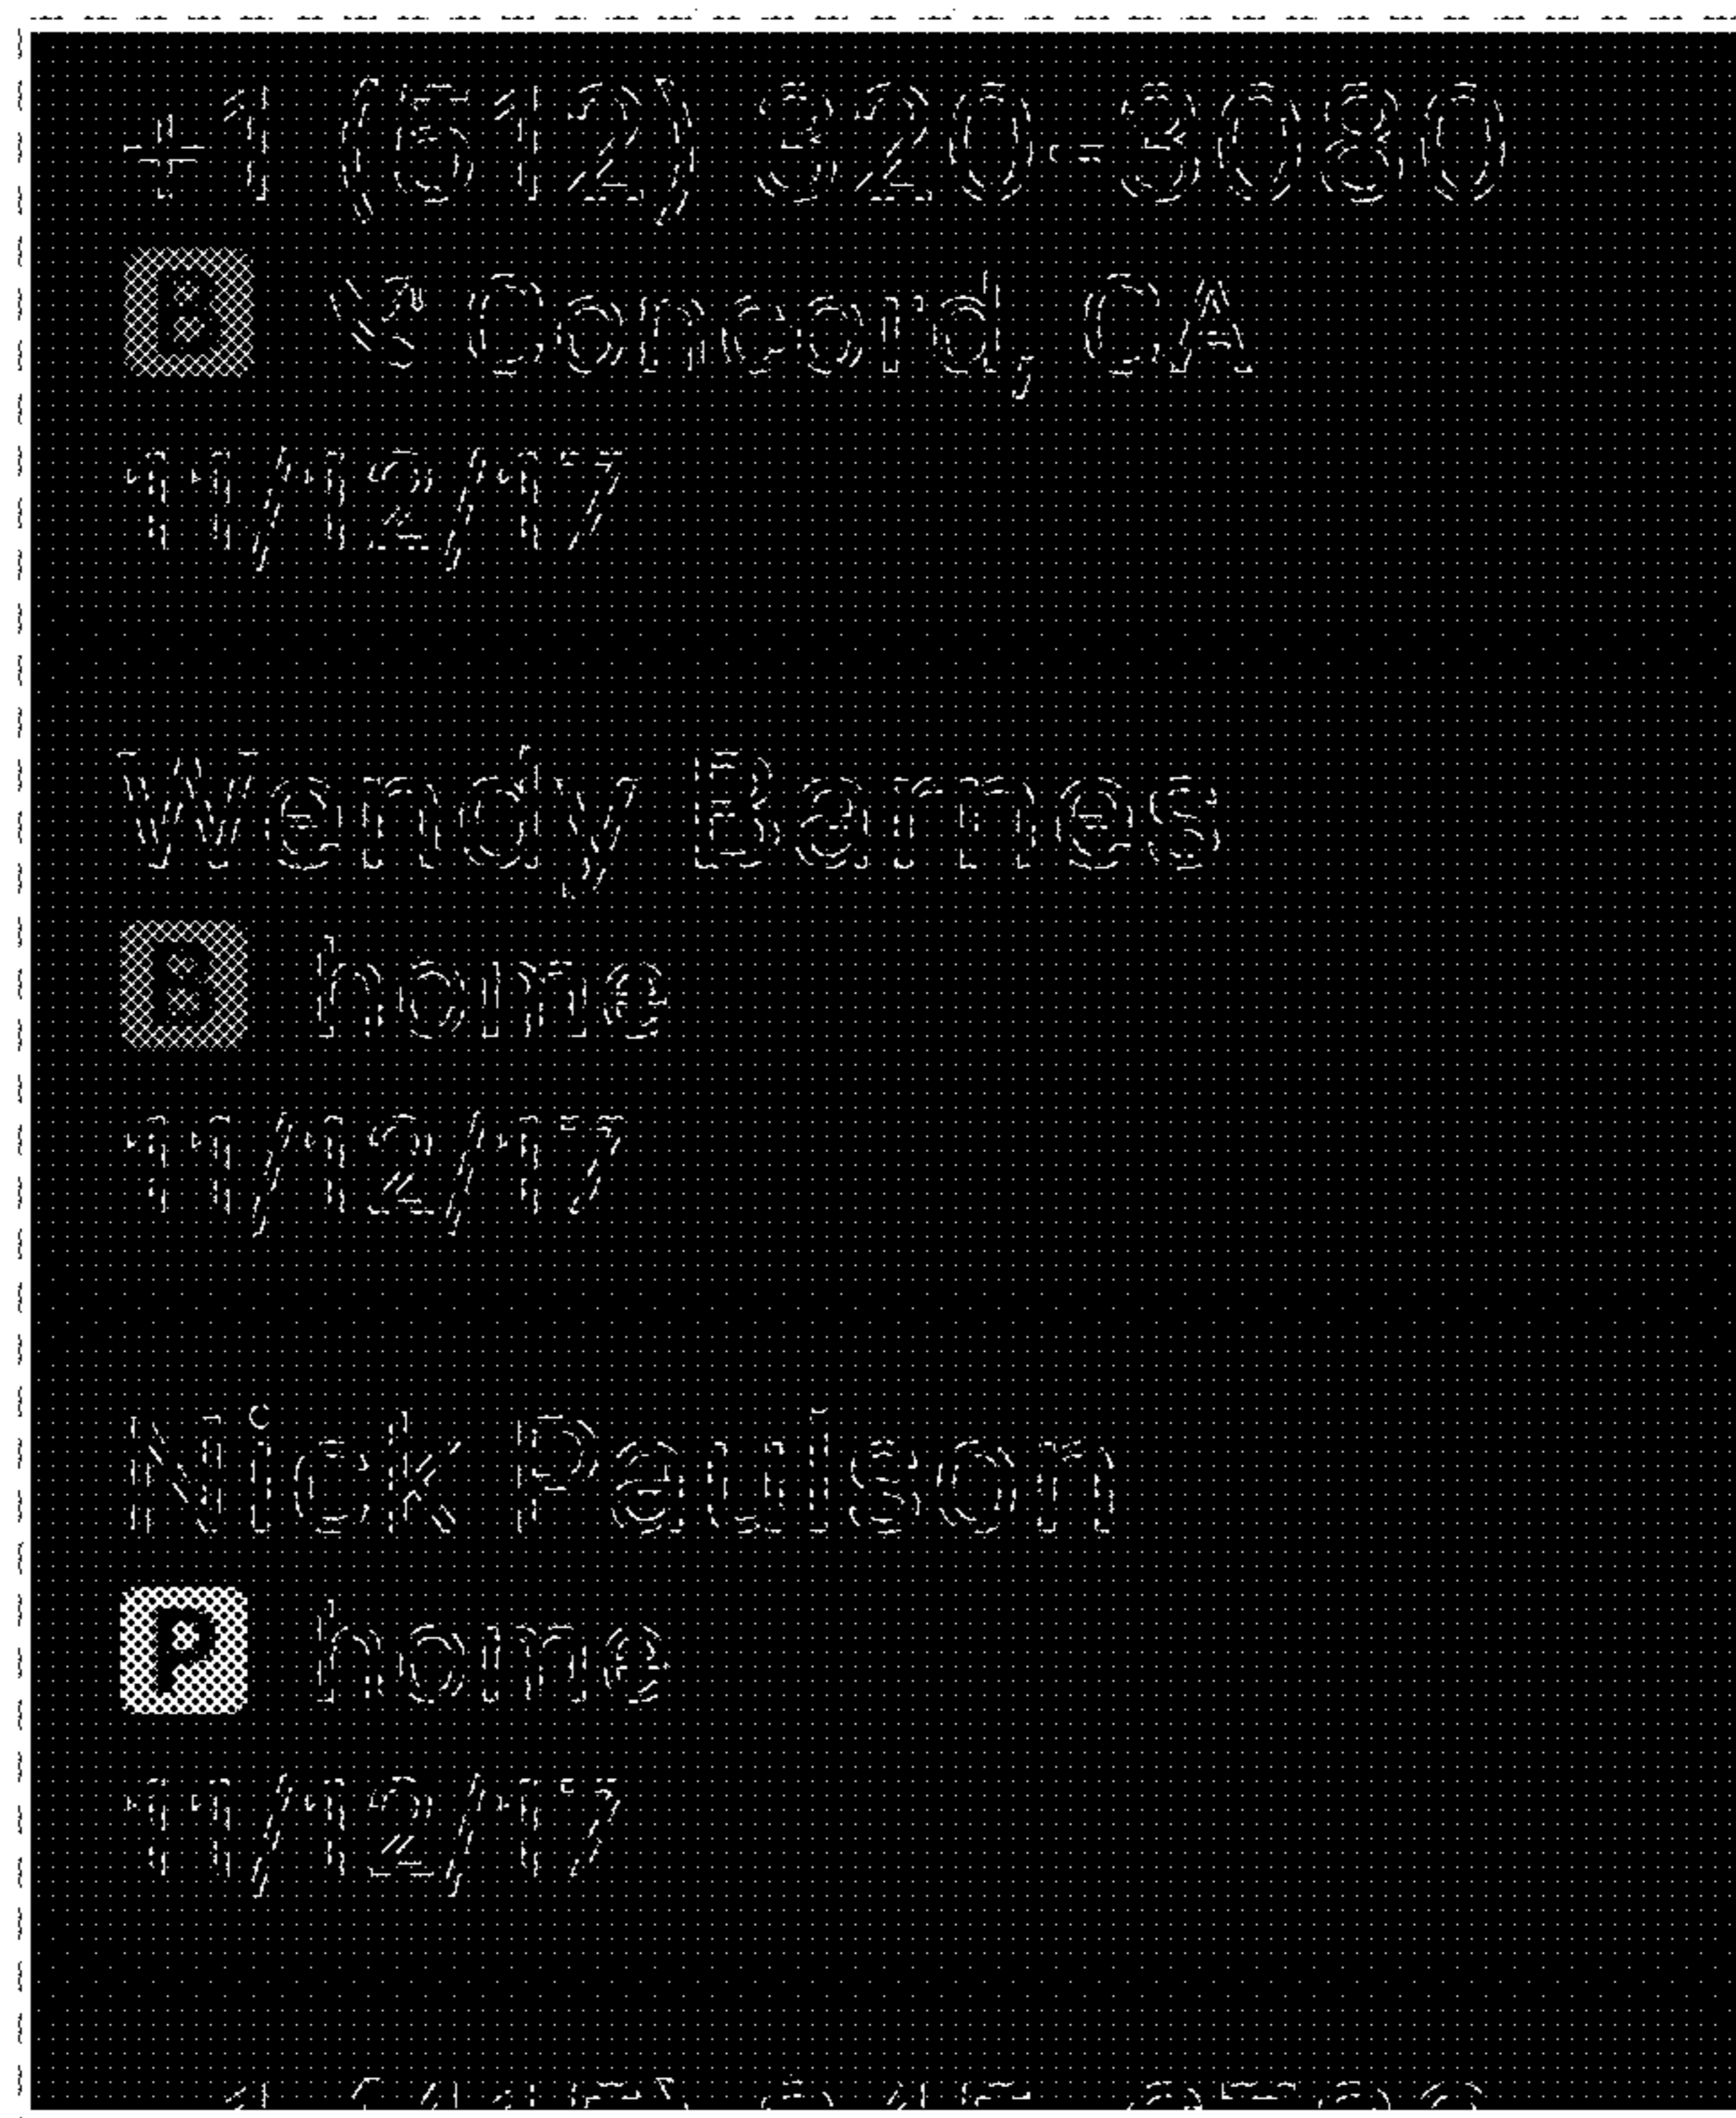 +1 (512) 320-3080
B Concord, CA
11/12/17
Wendy Barnes
B home
11/12/17
Nick Paulson
P home
11/12/17